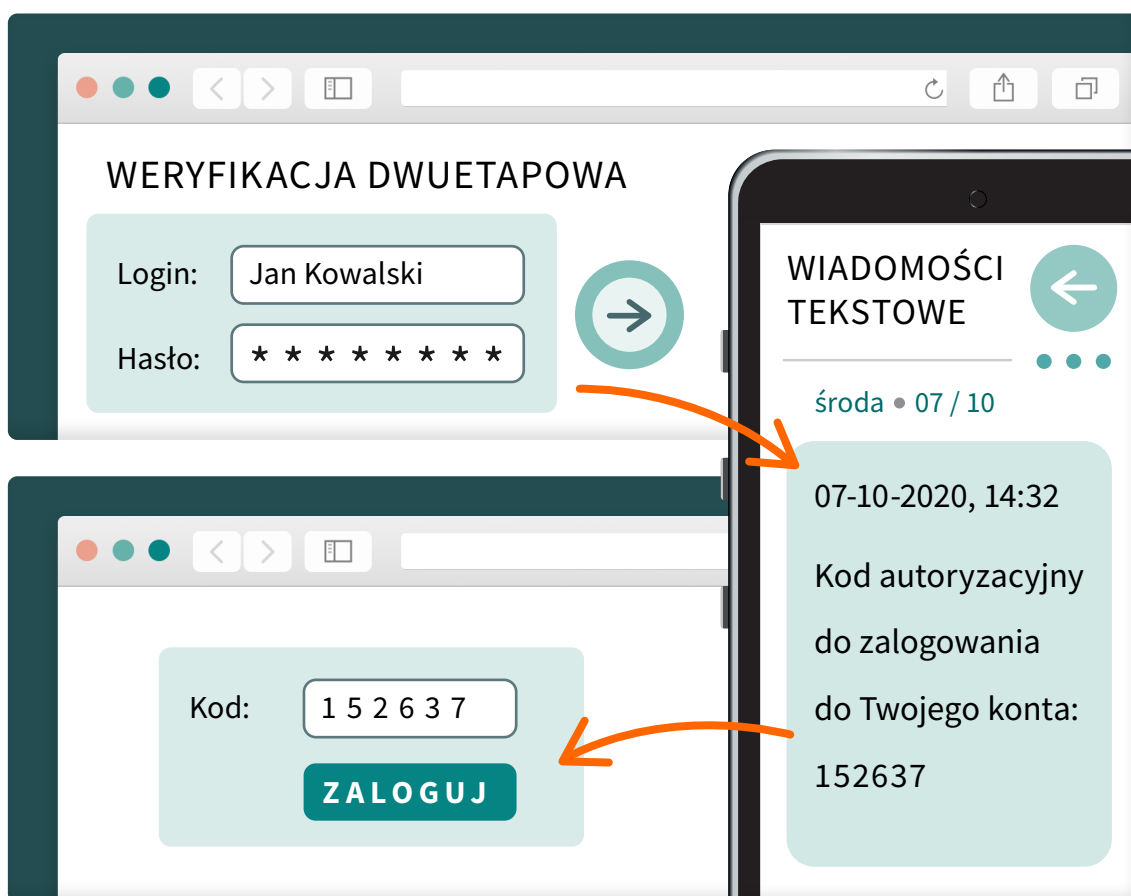 WERYFIKACJA DWUETAPOWA
Login: Jan Kowalski
Hasło: * * * * * * * *
WIADOMOŚCI
TEKSTOWE
środa • 07 / 10
07-10-2020, 14:32
Kod autoryzacyjny
do zalogowania
do Twojego konta:
152637
Kod: 1 5 2 6 3 7
ZALOGUJ